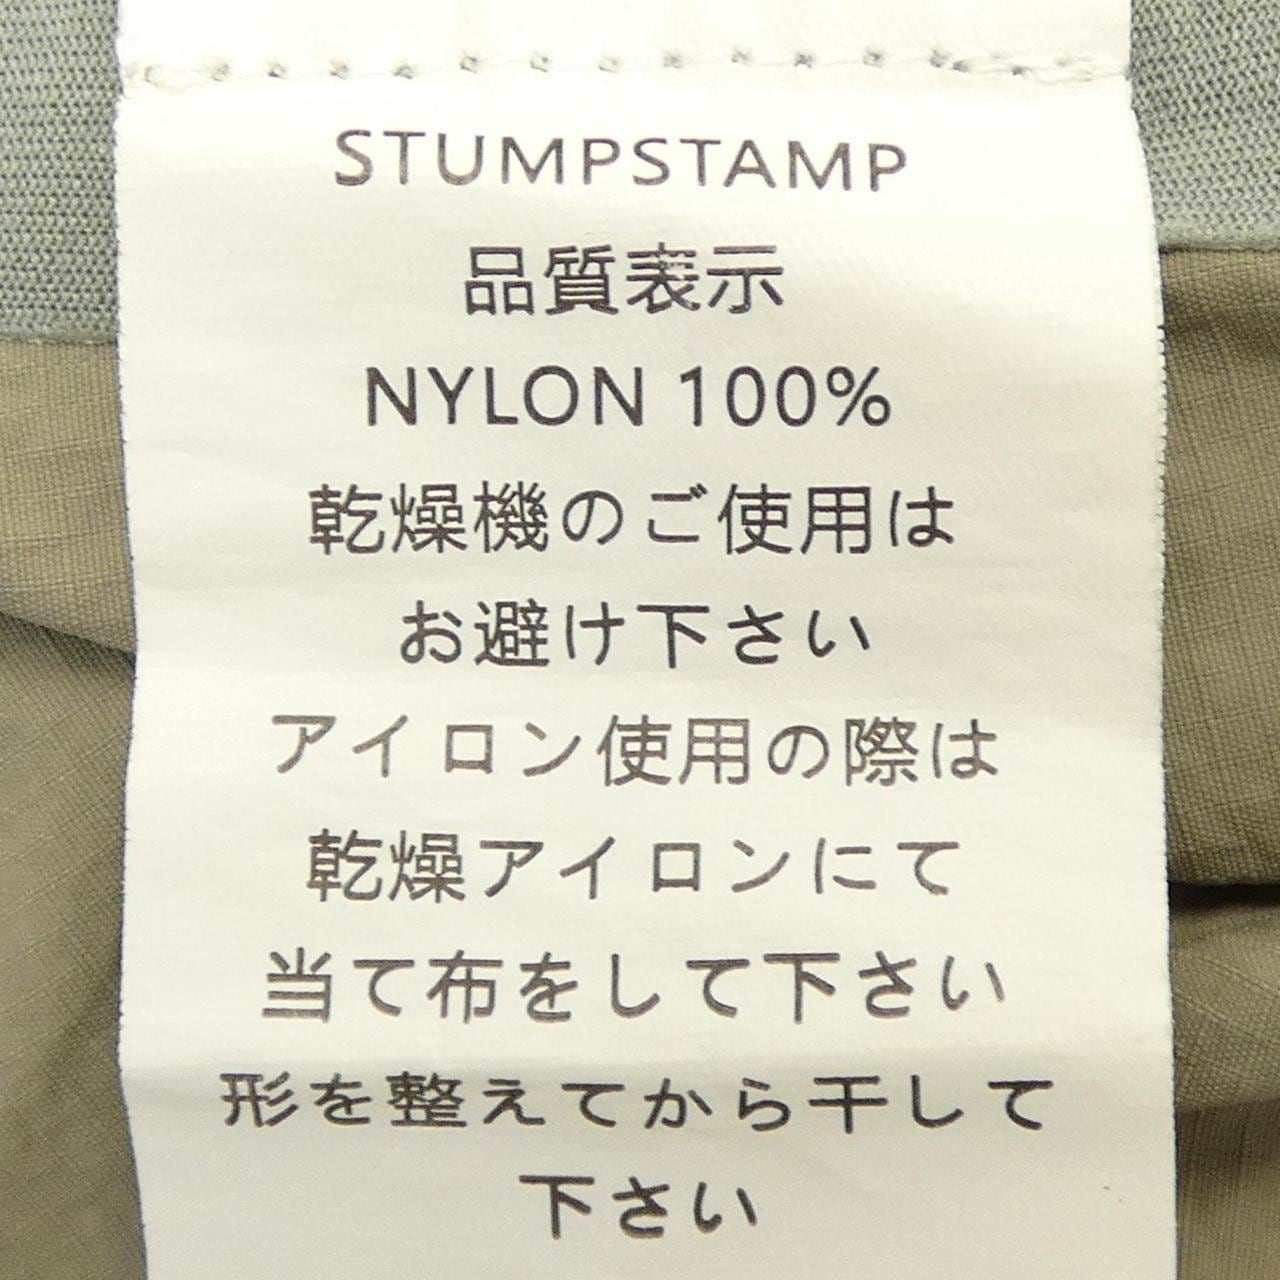 STUMPSTAMP
品質表示
NYLON 100%
乾燥機のご使用は
お避け下さい
アイロン使用の際は
乾燥アイロンにて
当て布をして下さい
形を整えてから干して
下さい